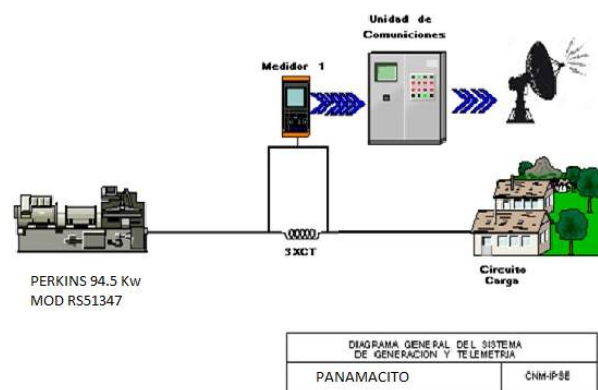 Unidad de
Comuniciones
Medidor 1
3XCT
PERKINS 94.5 Kw
MOD RS51347
Circuito
Carga
DIAGRAMA GENERAL DEL SISTEMA
DE GENERACION Y TELEMETRIA
PANAMACITO
CNM-IPSE